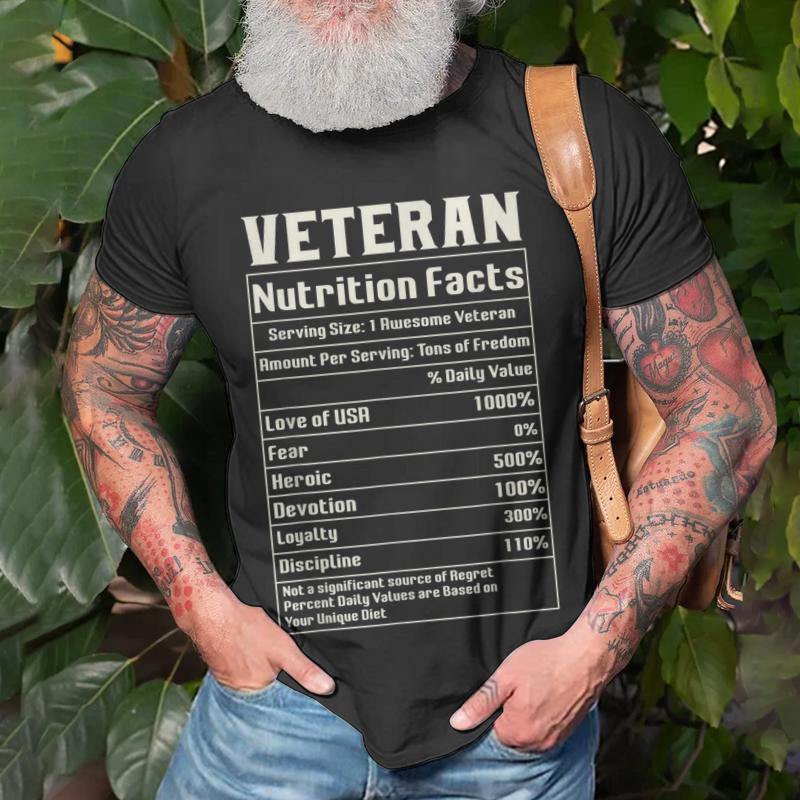 VETERAN
Nutrition Facts
Serving Size: 1 Awesome Veteran
Amount Per Serving: Tons of Fredom
% Daily Value
Love of USA 1000%
Fear 0%
Heroic 500%
Devotion 100%
Loyalty 300%
Discipline 110%
Not a significant source of Regret
Percent Daily Values are Based on
Your Unique Diet
Estuardo